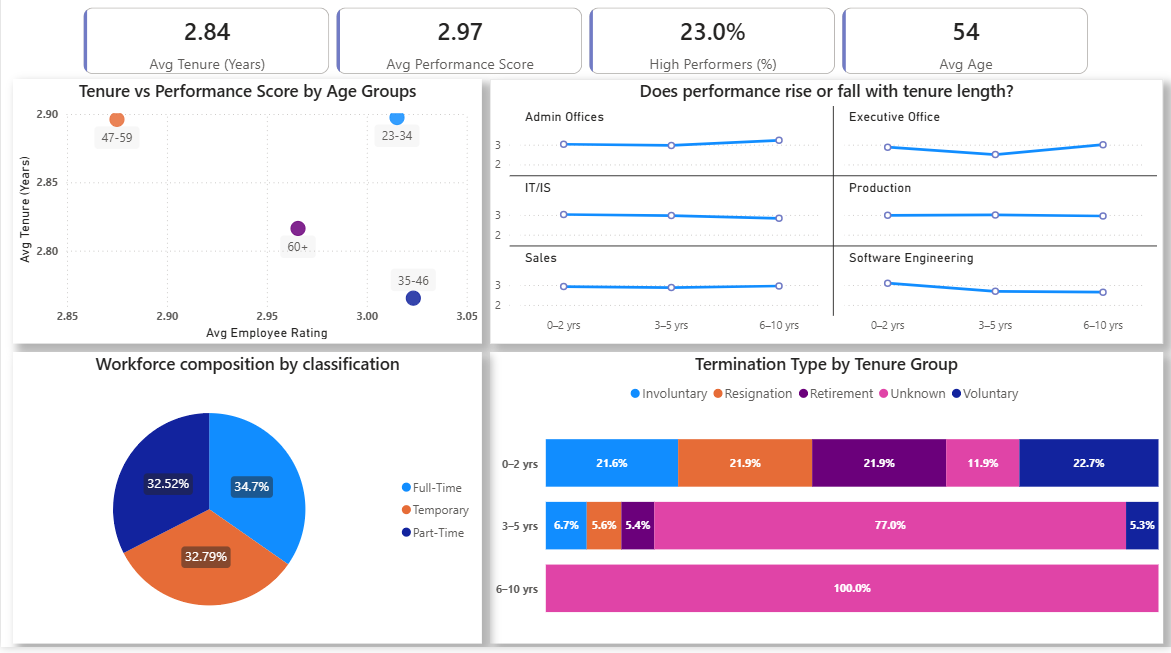 2.84
Avg Tenure (Years)
2.97
Avg Performance Score
23.0%
High Performers (%)
54
Avg Age
Tenure vs Performance Score by Age Groups
Avg Tenure (Years)
2.90
2.85
2.80
47-59
23-34
60+
35-46
2.85 2.90 2.95 3.00 3.05
Avg Employee Rating
Does performance rise or fall with tenure length?
Admin Offices
Executive Office
3
2
IT/IS
Production
3
2
Sales
Software Engineering
3
2
0–2 yrs 3–5 yrs 6–10 yrs 0–2 yrs 3–5 yrs 6–10 yrs
Workforce composition by classification
32.52%
34.7%
32.79%
Full-Time
Temporary
Part-Time
Termination Type by Tenure Group
Involuntary Resignation Retirement Unknown Voluntary
0–2 yrs 21.6% 21.9% 21.9% 11.9% 22.7%
3–5 yrs 6.7% 5.6% 5.4% 77.0% 5.3%
6–10 yrs 100.0%